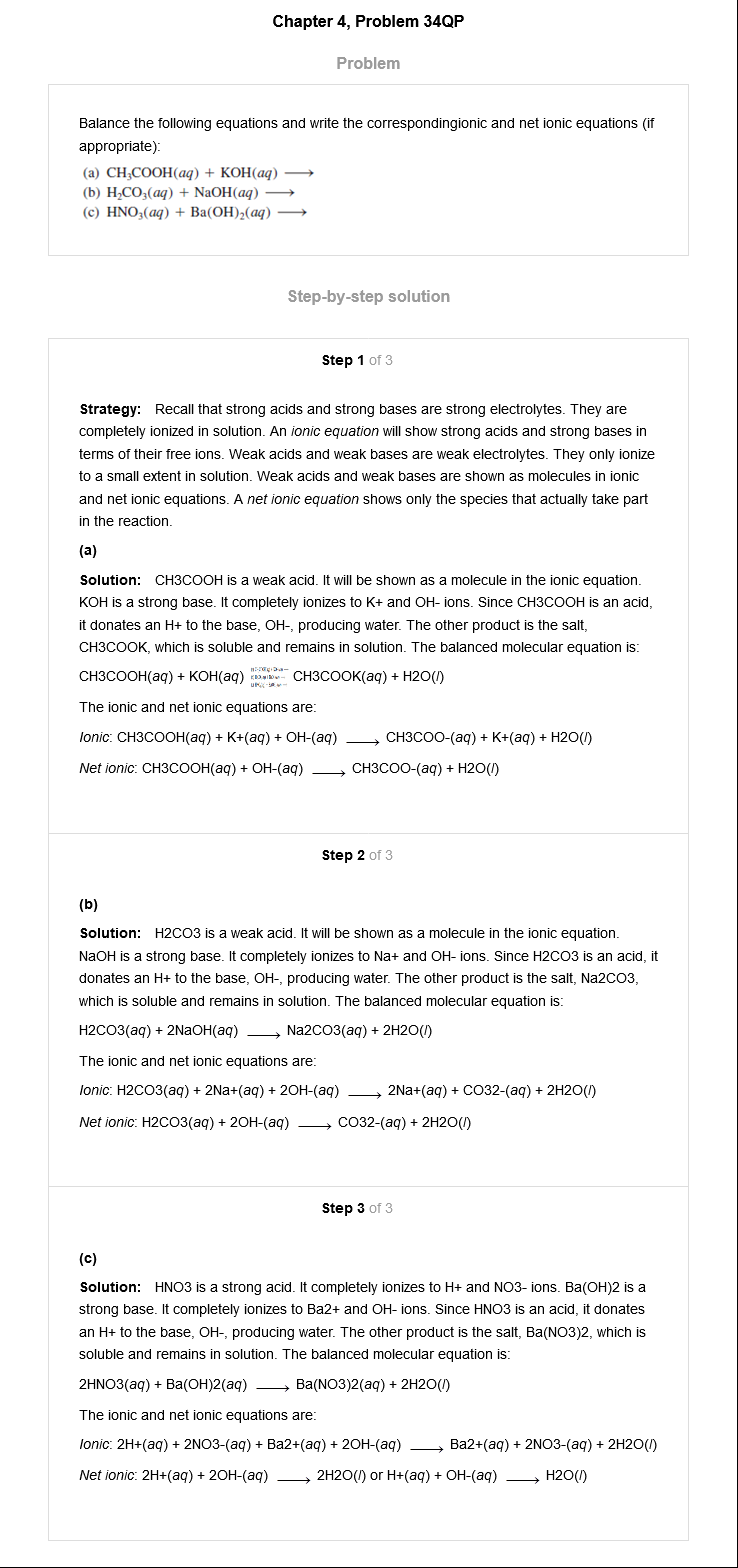 Chapter 4, Problem 34QP
Problem
Balance the following equations and write the correspondingionic and net ionic equations (if
appropriate):
(a) CH₃COOH(aq) + KOH(aq) ⟶
(b) H₂CO₃(aq) + NaOH(aq) ⟶
(c) HNO₃(aq) + Ba(OH)₂(aq) ⟶
Step-by-step solution
Step 1 of 3
Strategy: Recall that strong acids and strong bases are strong electrolytes. They are
completely ionized in solution. An ionic equation will show strong acids and strong bases in
terms of their free ions. Weak acids and weak bases are weak electrolytes. They only ionize
to a small extent in solution. Weak acids and weak bases are shown as molecules in ionic
and net ionic equations. A net ionic equation shows only the species that actually take part
in the reaction.
(a)
Solution: CH3COOH is a weak acid. It will be shown as a molecule in the ionic equation.
KOH is a strong base. It completely ionizes to K+ and OH- ions. Since CH3COOH is an acid,
it donates an H+ to the base, OH-, producing water. The other product is the salt,
CH3COOK, which is soluble and remains in solution. The balanced molecular equation is:
CH3COOH(aq) + KOH(aq) CH3COOK(aq) + H2O(l)
The ionic and net ionic equations are:
Ionic: CH3COOH(aq) + K+(aq) + OH-(aq) ⟶ CH3COO-(aq) + K+(aq) + H2O(l)
Net ionic: CH3COOH(aq) + OH-(aq) ⟶ CH3COO-(aq) + H2O(l)
Step 2 of 3
(b)
Solution: H2CO3 is a weak acid. It will be shown as a molecule in the ionic equation.
NaOH is a strong base. It completely ionizes to Na+ and OH- ions. Since H2CO3 is an acid, it
donates an H+ to the base, OH-, producing water. The other product is the salt, Na2CO3,
which is soluble and remains in solution. The balanced molecular equation is:
H2CO3(aq) + 2NaOH(aq) ⟶ Na2CO3(aq) + 2H2O(l)
The ionic and net ionic equations are:
Ionic: H2CO3(aq) + 2Na+(aq) + 2OH-(aq) ⟶ 2Na+(aq) + CO32-(aq) + 2H2O(l)
Net ionic: H2CO3(aq) + 2OH-(aq) ⟶ CO32-(aq) + 2H2O(l)
Step 3 of 3
(c)
Solution: HNO3 is a strong acid. It completely ionizes to H+ and NO3- ions. Ba(OH)2 is a
strong base. It completely ionizes to Ba2+ and OH- ions. Since HNO3 is an acid, it donates
an H+ to the base, OH-, producing water. The other product is the salt, Ba(NO3)2, which is
soluble and remains in solution. The balanced molecular equation is:
2HNO3(aq) + Ba(OH)2(aq) ⟶ Ba(NO3)2(aq) + 2H2O(l)
The ionic and net ionic equations are:
Ionic: 2H+(aq) + 2NO3-(aq) + Ba2+(aq) + 2OH-(aq) ⟶ Ba2+(aq) + 2NO3-(aq) + 2H2O(l)
Net ionic: 2H+(aq) + 2OH-(aq) ⟶ 2H2O(l) or H+(aq) + OH-(aq) ⟶ H2O(l)